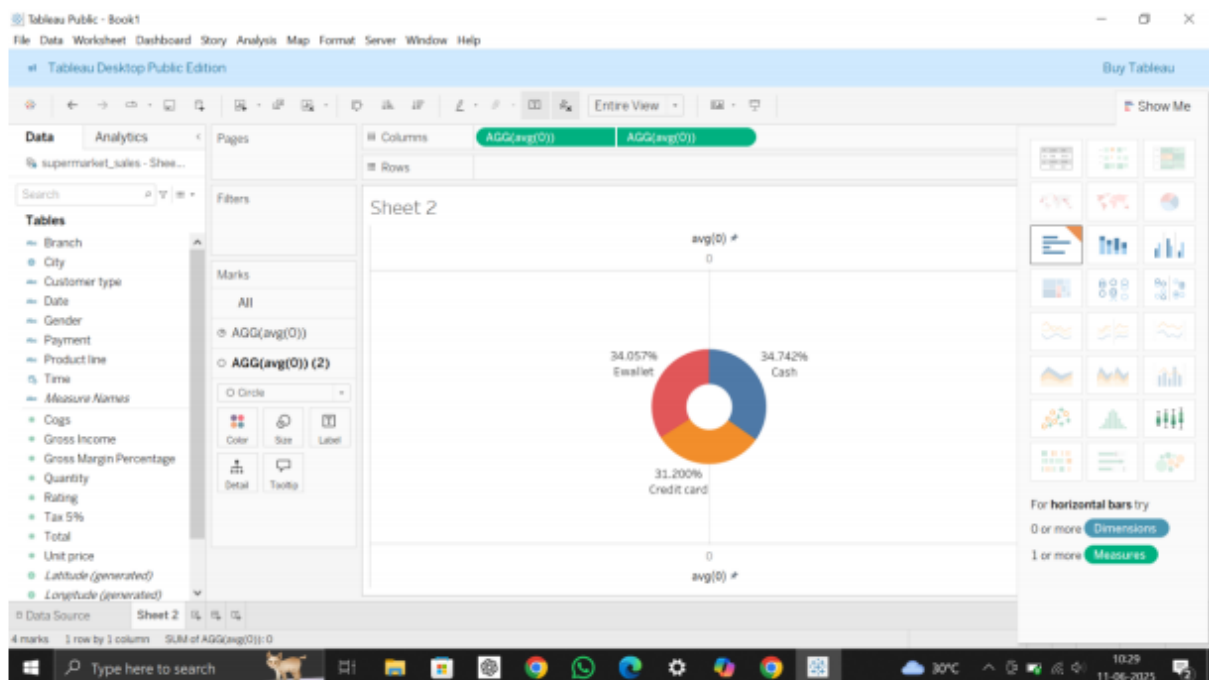 Tableau Public - Book1
File Data Worksheet Dashboard Story Analysis Map Format Server Window Help
Tableau Desktop Public Edition
Buy Tableau
Entire View
Show Me
Data
Analytics
supermarket_sales - Shee...
Search
Tables
Branch
City
Customer type
Date
Gender
Payment
Product line
Time
Measure Names
Cogs
Gross Income
Gross Margin Percentage
Quantity
Rating
Tax 5%
Total
Unit price
Latitude (generated)
Longitude (generated)
Pages
Filters
Marks
All
AGG(avg(0))
AGG(avg(0)) (2)
Circle
Color Size Label
Detail Tooltip
Columns
AGG(avg(0)) AGG(avg(0))
Rows
Sheet 2
avg(0)
0
34.057%
Ewallet
34.742%
Cash
31.200%
Credit card
0
avg(0)
For horizontal bars try
0 or more Dimensions
1 or more Measures
Data Source
Sheet 2
4 marks 1 row by 1 column SUM of AGG(avg(0)): 0
Type here to search
30°C
10:29
11-06-2025